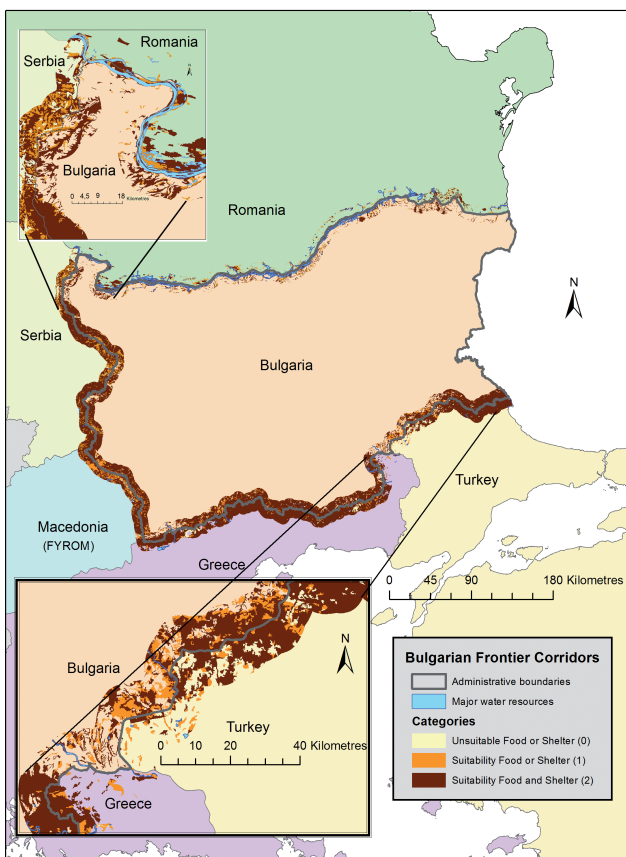 Romania
Serbia
N
Bulgaria
0 4,5 9 18 Kilometres
Romania
N
Serbia
Bulgaria
Turkey
Macedonia
(FYROM)
Greece
0 45 90 180 Kilometres
N
Bulgaria
Turkey
0 10 20 40 Kilometres
Greece
Bulgarian Frontier Corridors
Administrative boundaries
Major water resources
Categories
Unsuitable Food or Shelter (0)
Suitability Food or Shelter (1)
Suitability Food and Shelter (2)